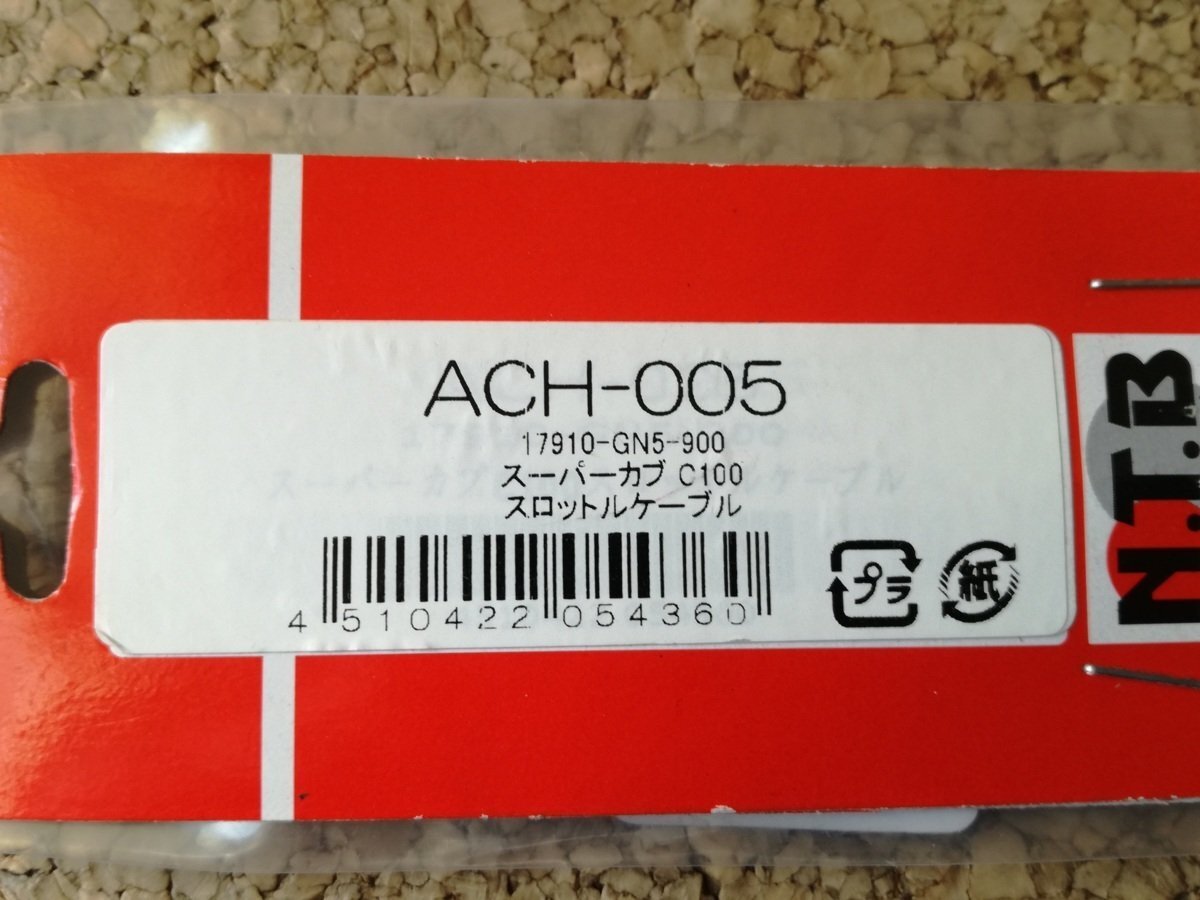 ACH-005
17910-GN5-900
スーパーカブ C100
スロットルケーブル
4 510422 054360
プラ
紙
N.T.B